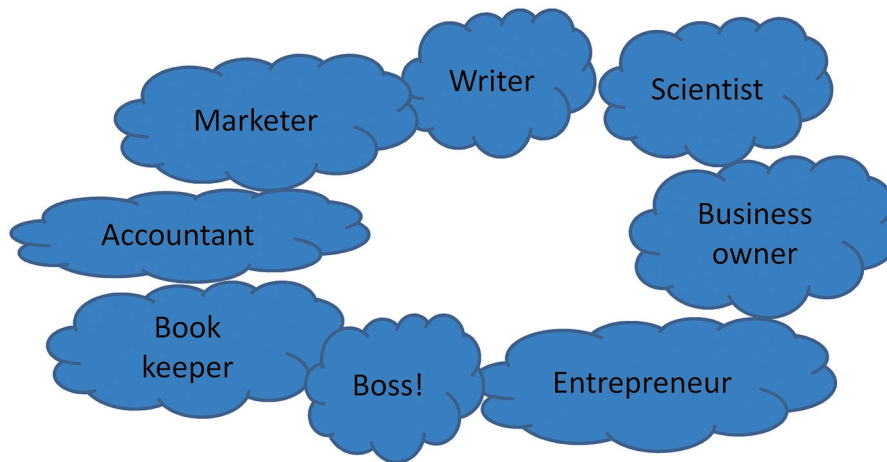 Writer
Scientist
Marketer
Business
owner
Accountant
Book
keeper
Boss!
Entrepreneur